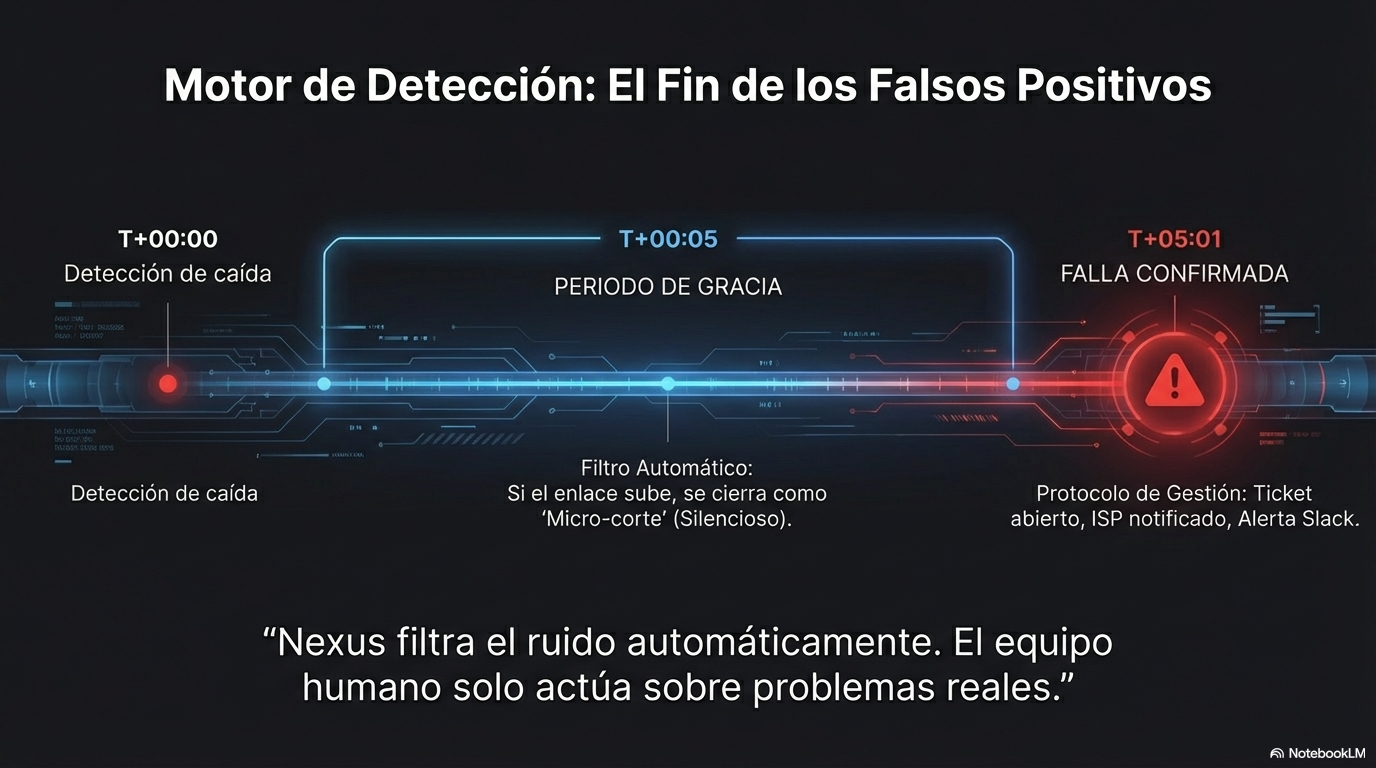 Motor de Detección: El Fin de los Falsos Positivos
T+00:00
Detección de caída
T+00:05
PERIODO DE GRACIA
T+05:01
FALLA CONFIRMADA
Detección de caída
Filtro Automático:
Si el enlace sube, se cierra como
‘Micro-corte’ (Silencioso).
Protocolo de Gestión: Ticket
abierto, ISP notificado, Alerta Slack.
“Nexus filtra el ruido automáticamente. El equipo
humano solo actúa sobre problemas reales.”
NotebookLM